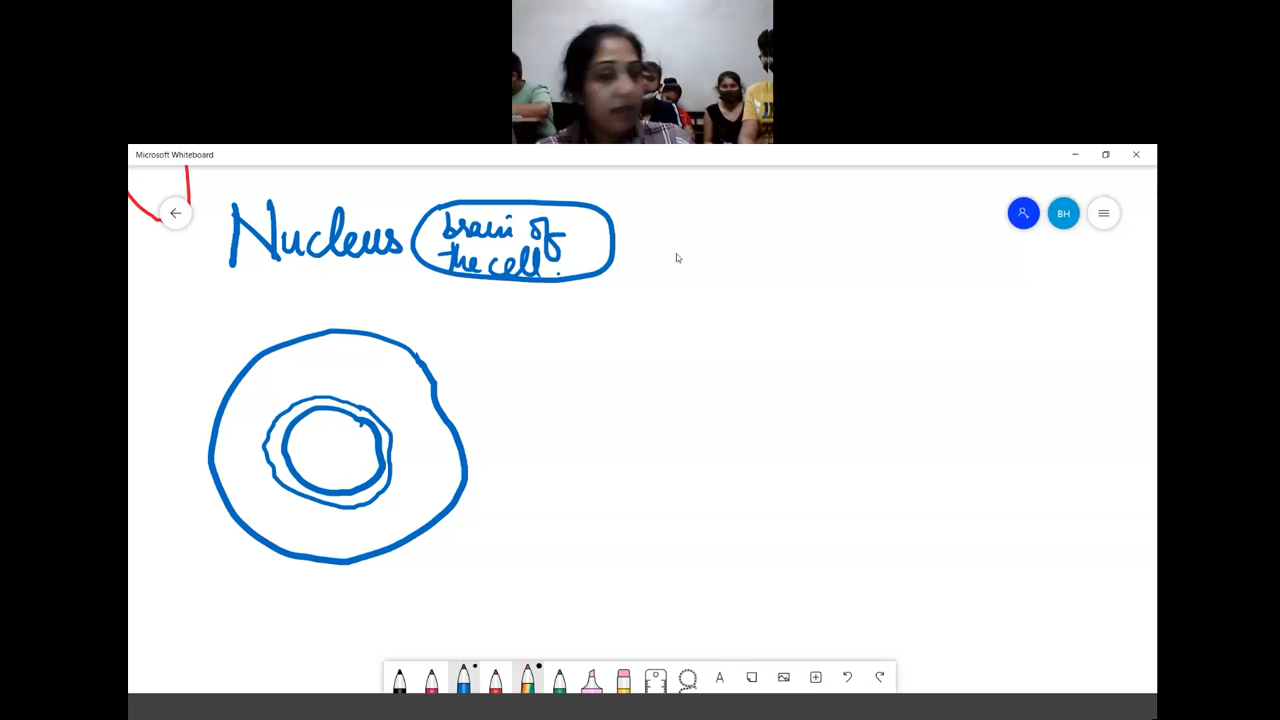 Microsoft Whiteboard
Nucleus
brain of
the cell.
BH
A